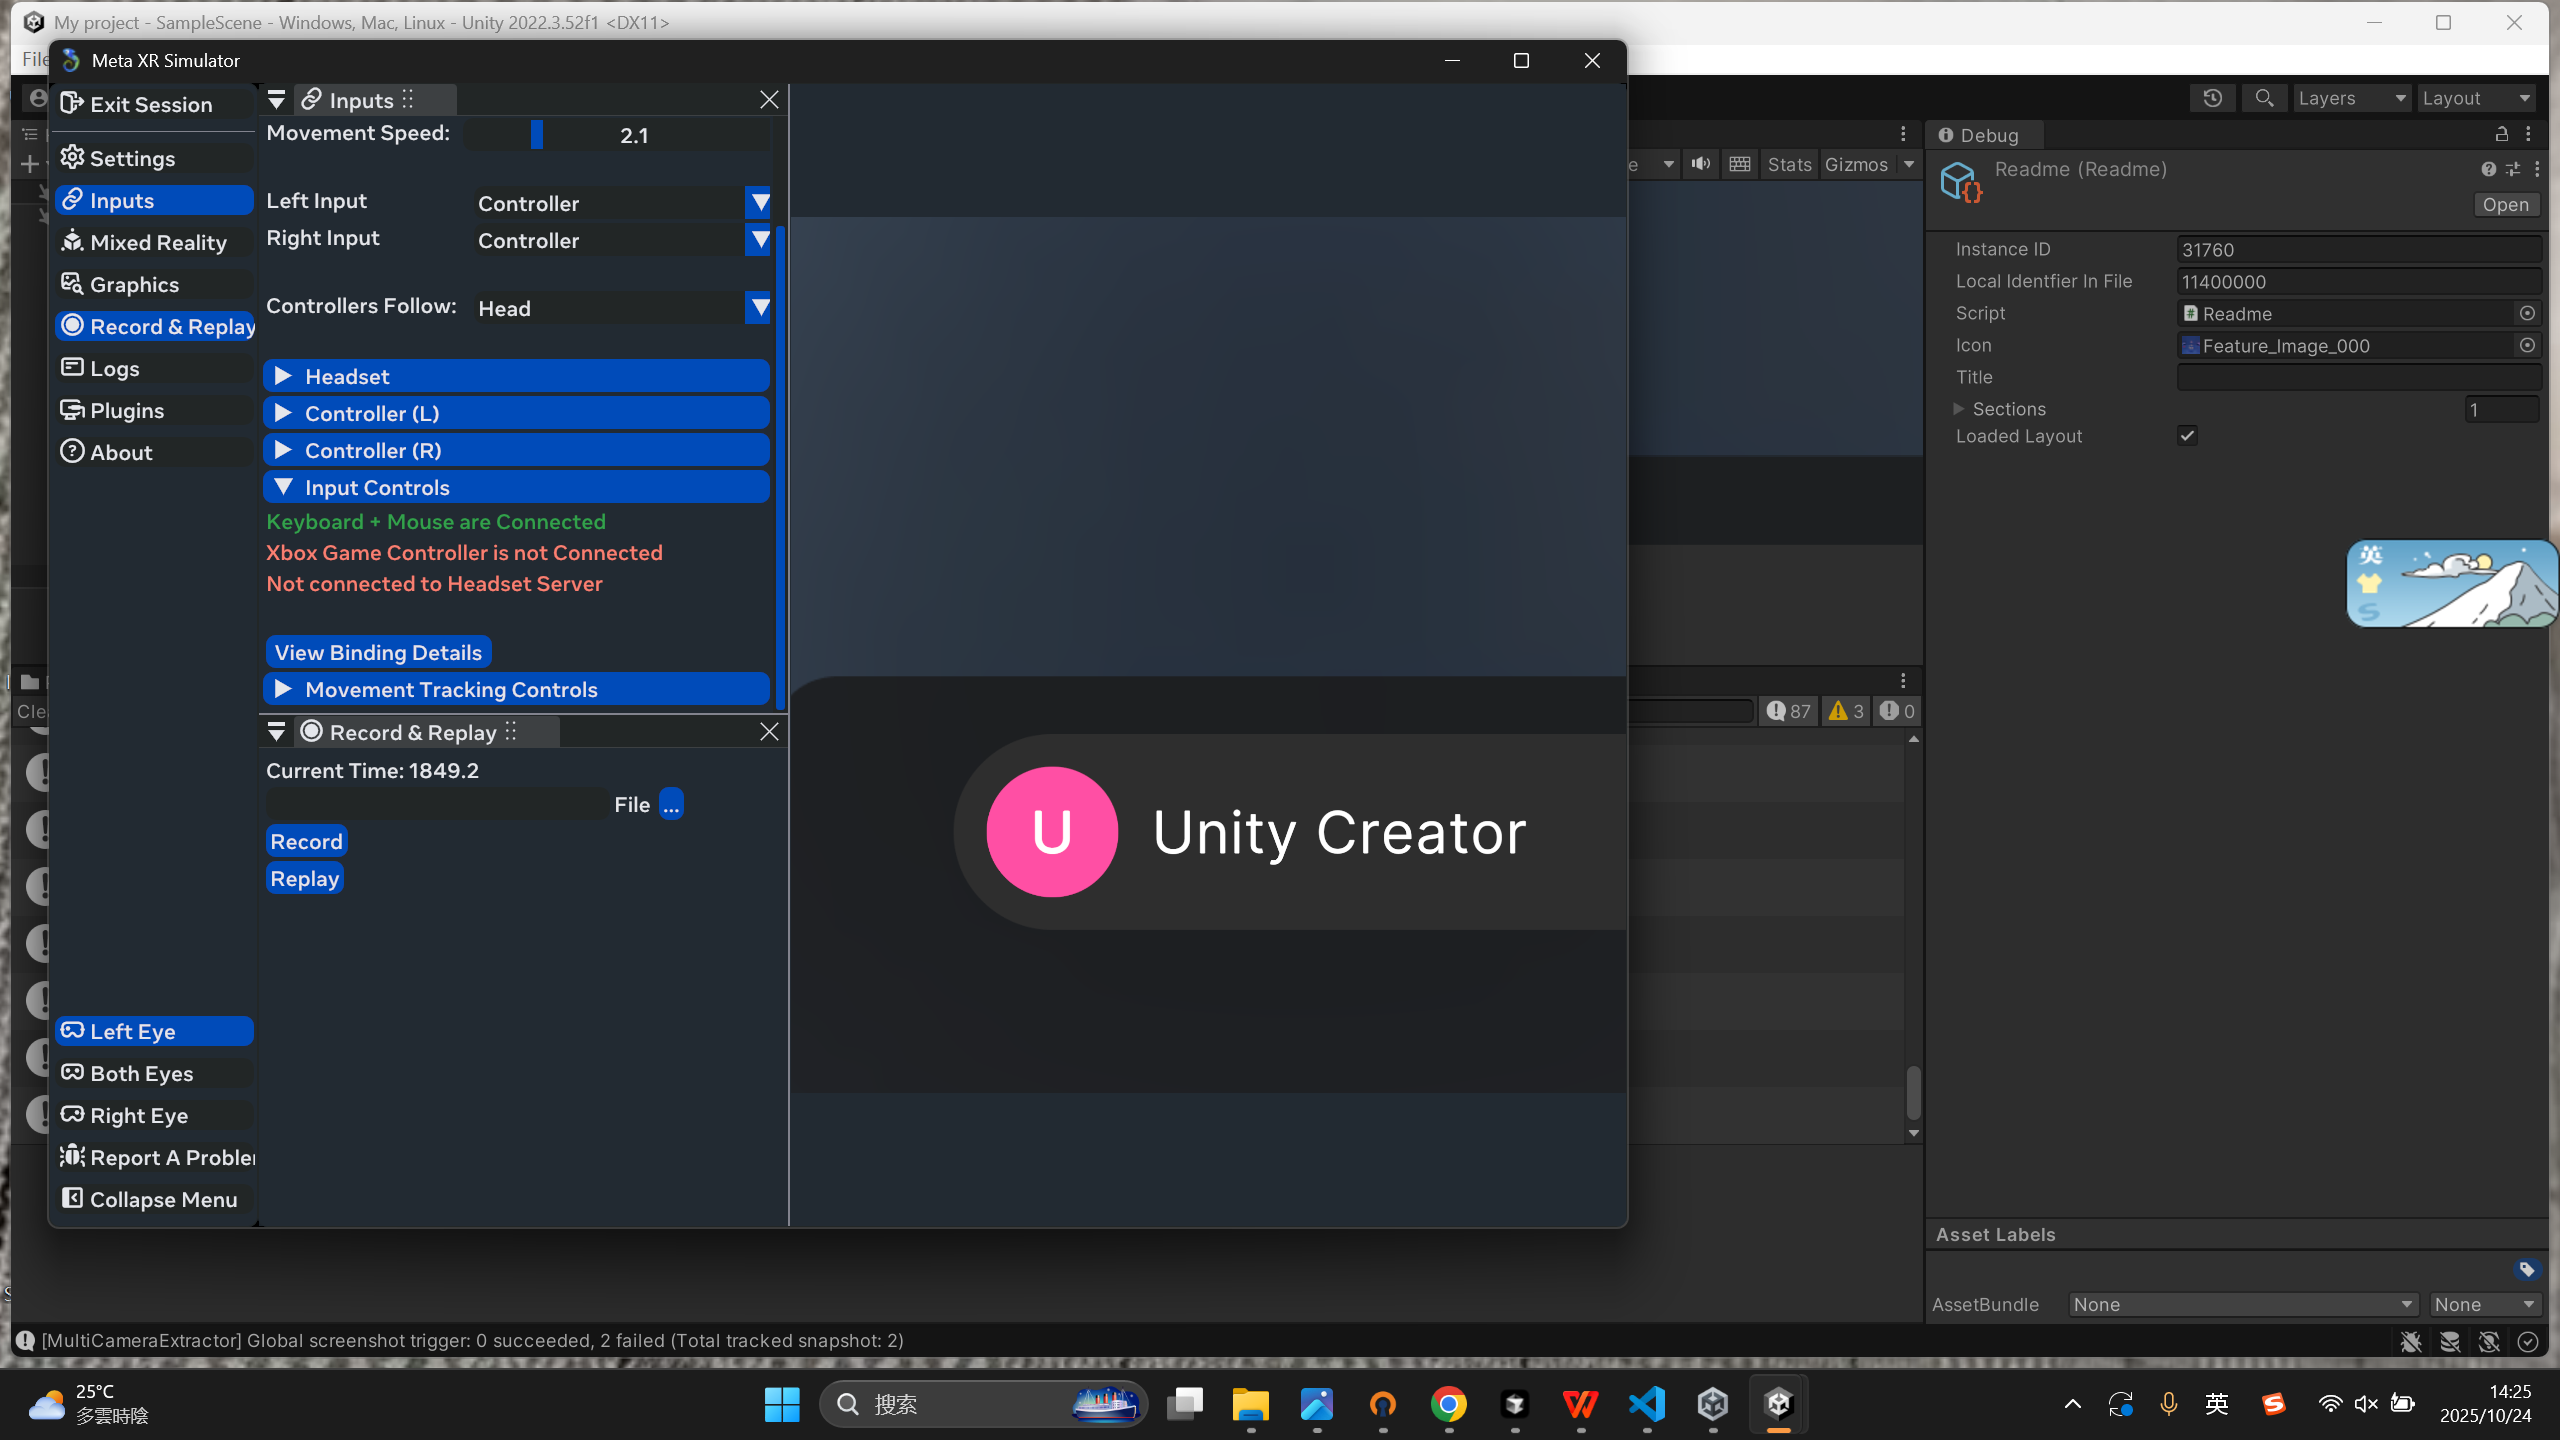 My project - SampleScene - Windows, Mac, Linux - Unity 2022.3.52f1 <DX11>
File
Meta XR Simulator
Exit Session
Settings
Inputs
Mixed Reality
Graphics
Record & Replay
Logs
Plugins
About
Left Eye
Both Eyes
Right Eye
Report A Probler
Collapse Menu
Inputs
Movement Speed: 2.1
Left Input Controller
Right Input Controller
Controllers Follow: Head
Headset
Controller (L)
Controller (R)
Input Controls
Keyboard + Mouse are Connected
Xbox Game Controller is not Connected
Not connected to Headset Server
View Binding Details
Movement Tracking Controls
Record & Replay
Current Time: 1849.2
File ...
Record
Replay
U Unity Creator
Layers Layout
Stats Gizmos
87 3 0
Cle
Debug
Readme (Readme)
Open
Instance ID 31760
Local Identfier In File 11400000
Script Readme
Icon Feature_Image_000
Title
Sections 1
Loaded Layout
英
Asset Labels
AssetBundle None None
[MultiCameraExtractor] Global screenshot trigger: 0 succeeded, 2 failed (Total tracked snapshot: 2)
25°C
多雲時陰
搜索
英
14:25
2025/10/24